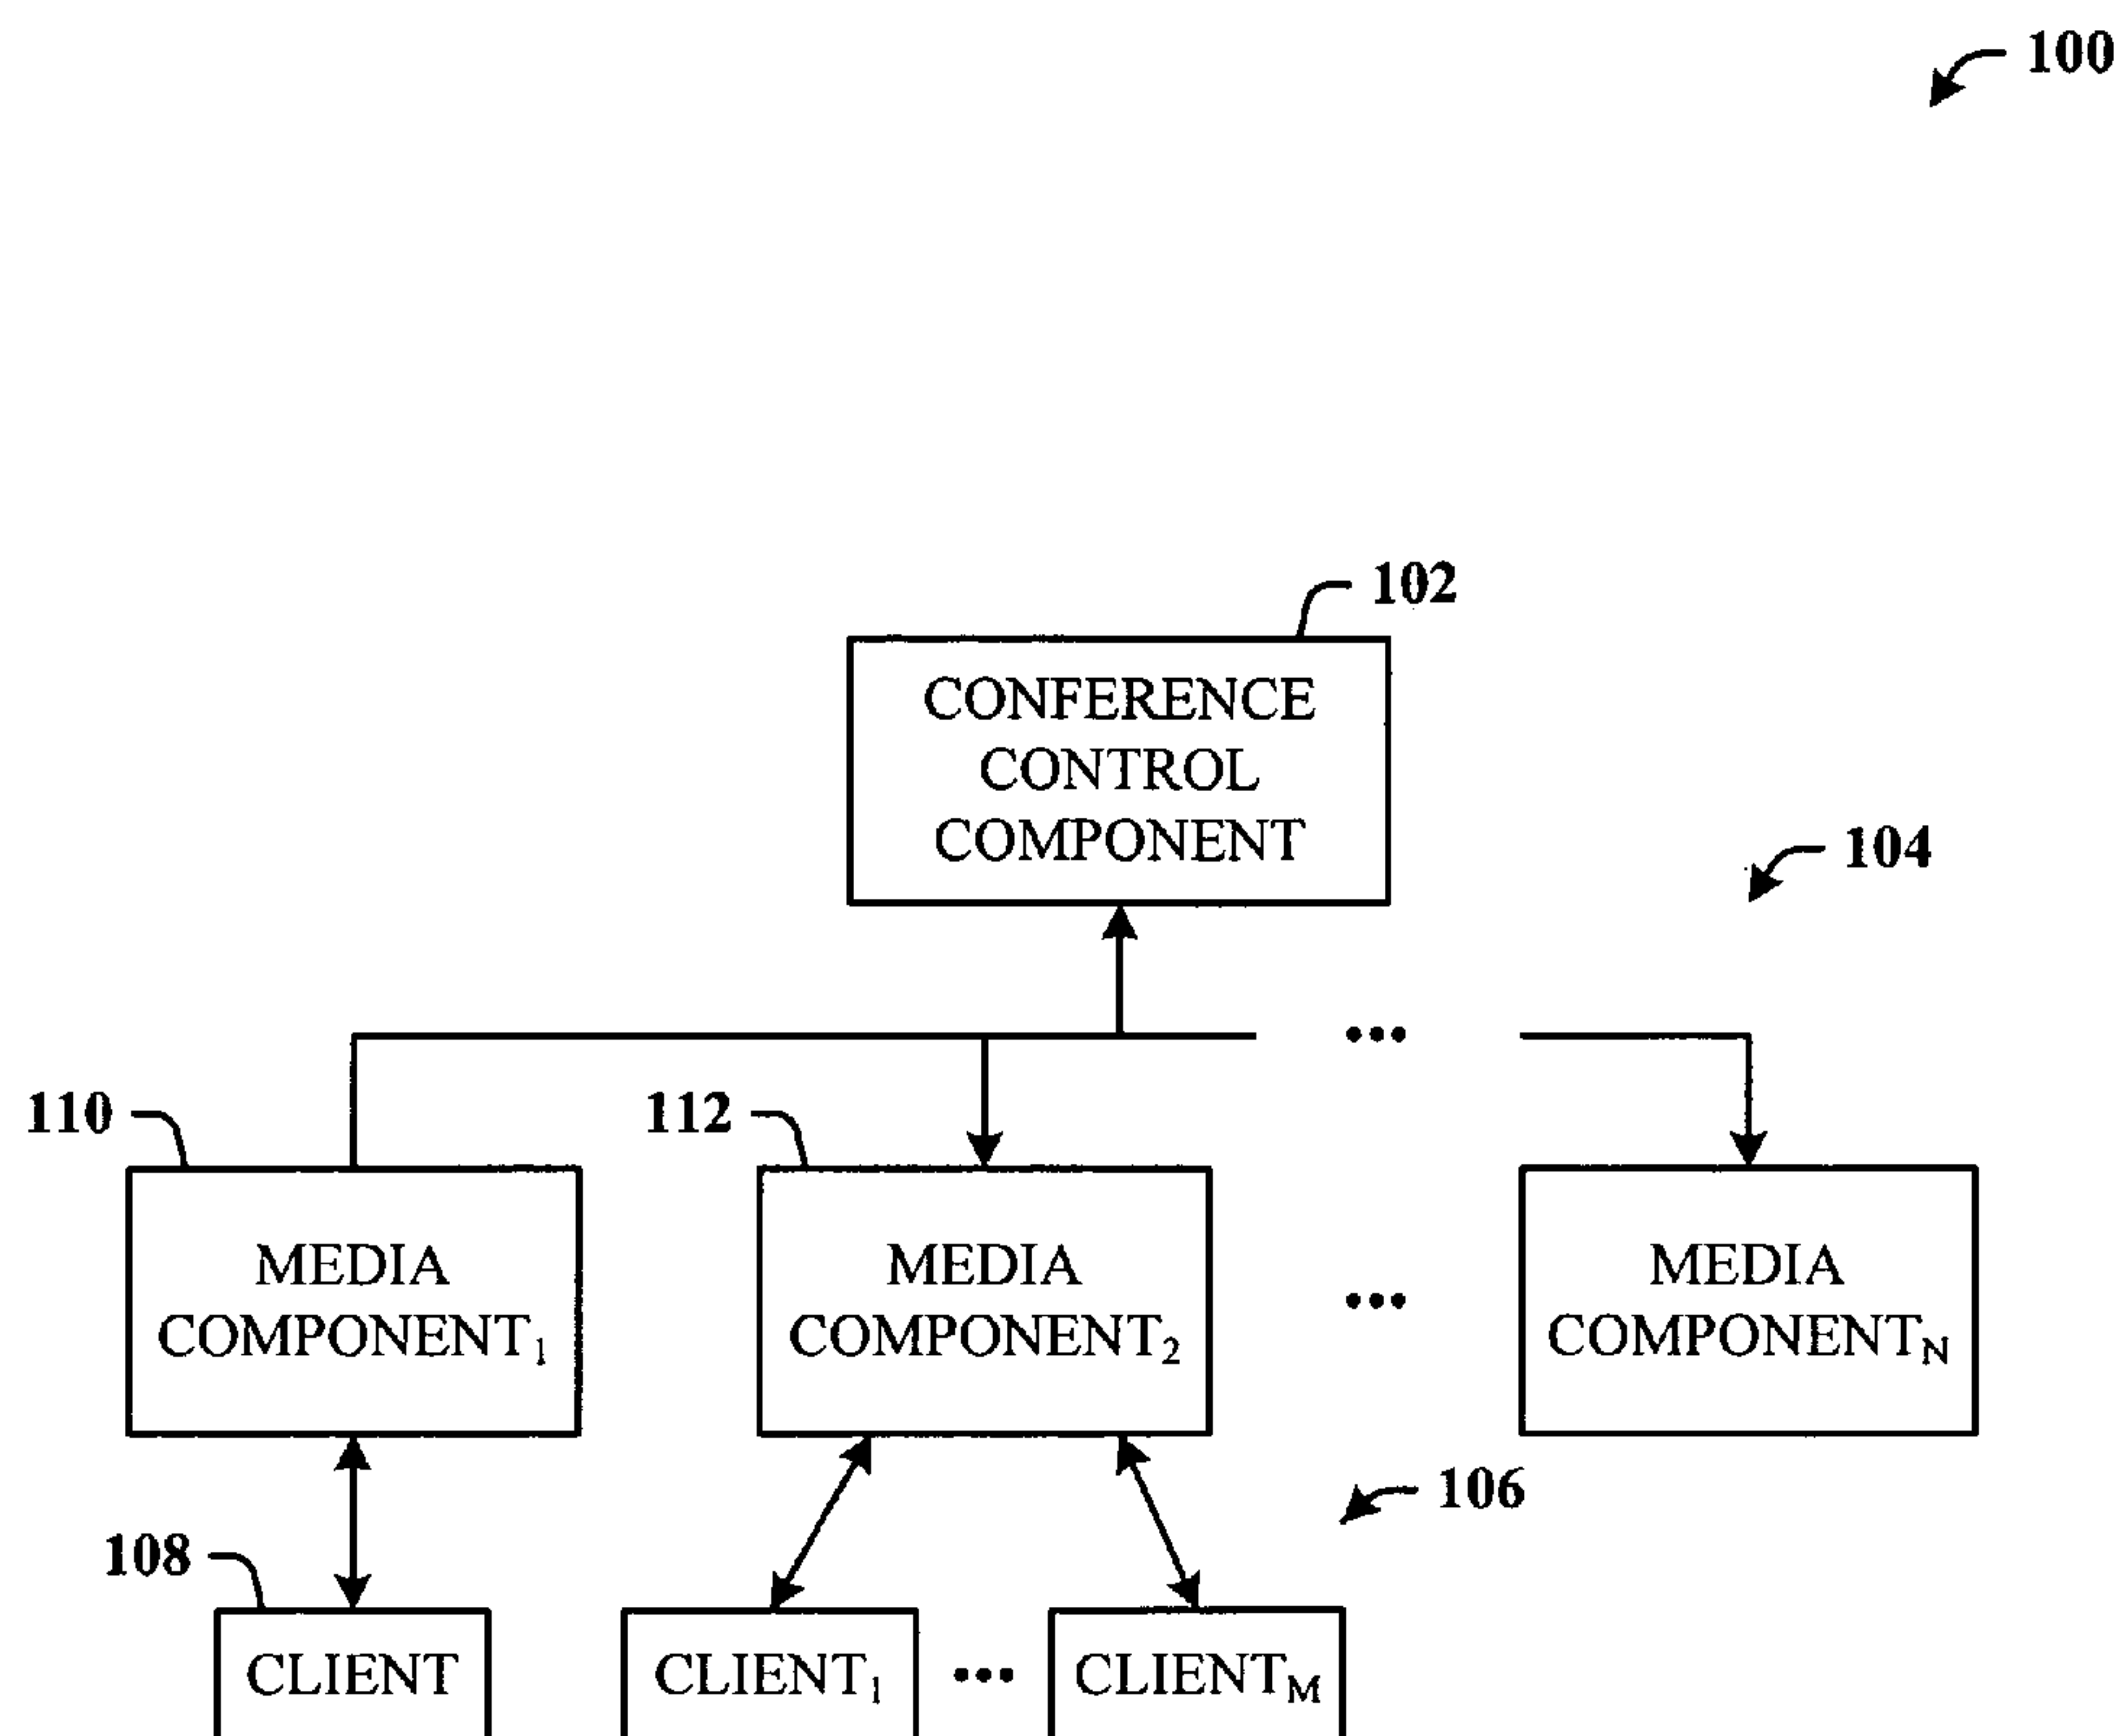 100
102
CONFERENCE
CONTROL
COMPONENT
104
110
112
MEDIA
COMPONENT₁
MEDIA
COMPONENT₂
•••
MEDIA
COMPONENTN
106
108
CLIENT
CLIENT₁
•••
CLIENTM